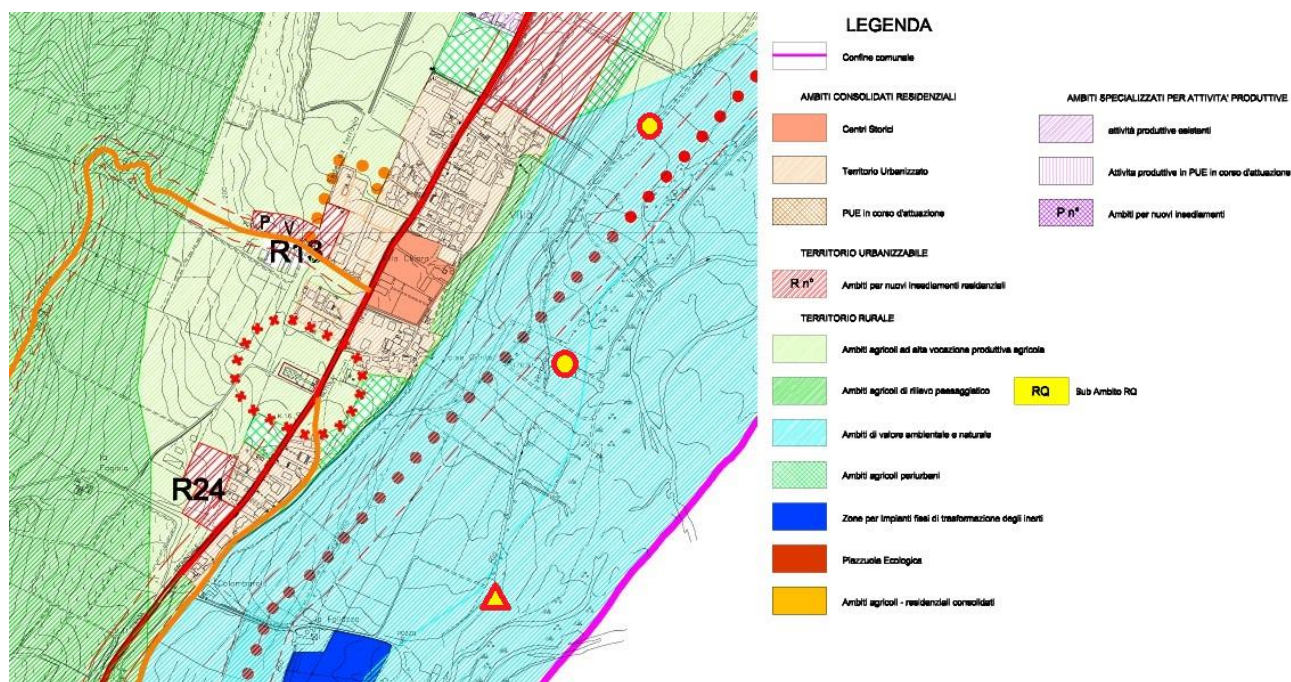 LEGENDA
Confine comunale
AMBITI CONSOLIDATI RESIDENZIALI
Centri Storici
Territorio Urbanizzato
PUE in corso d'attuazione
TERRITORIO URBANIZZABILE
R n°
Ambiti per nuovi insediamenti residenziali
TERRITORIO RURALE
Ambiti agricoli ad alta vocazione produttiva agricola
Ambiti agricoli di rilievo paesaggistico
Ambiti di valore ambientale e naturale
Ambiti agricoli periurbani
Zone per impianti fissi di trasformazione degli inerti
Piazzuola Ecologica
Ambiti agricoli - residenziali consolidati
AMBITI SPECIALIZZATI PER ATTIVITA' PRODUTTIVE
attività produttive esistenti
Attivita produttive in PUE in corso d'attuazione
P n°
Ambiti per nuovi insediamenti
RQ
Sub Ambito RQ
P
V
R13
R24